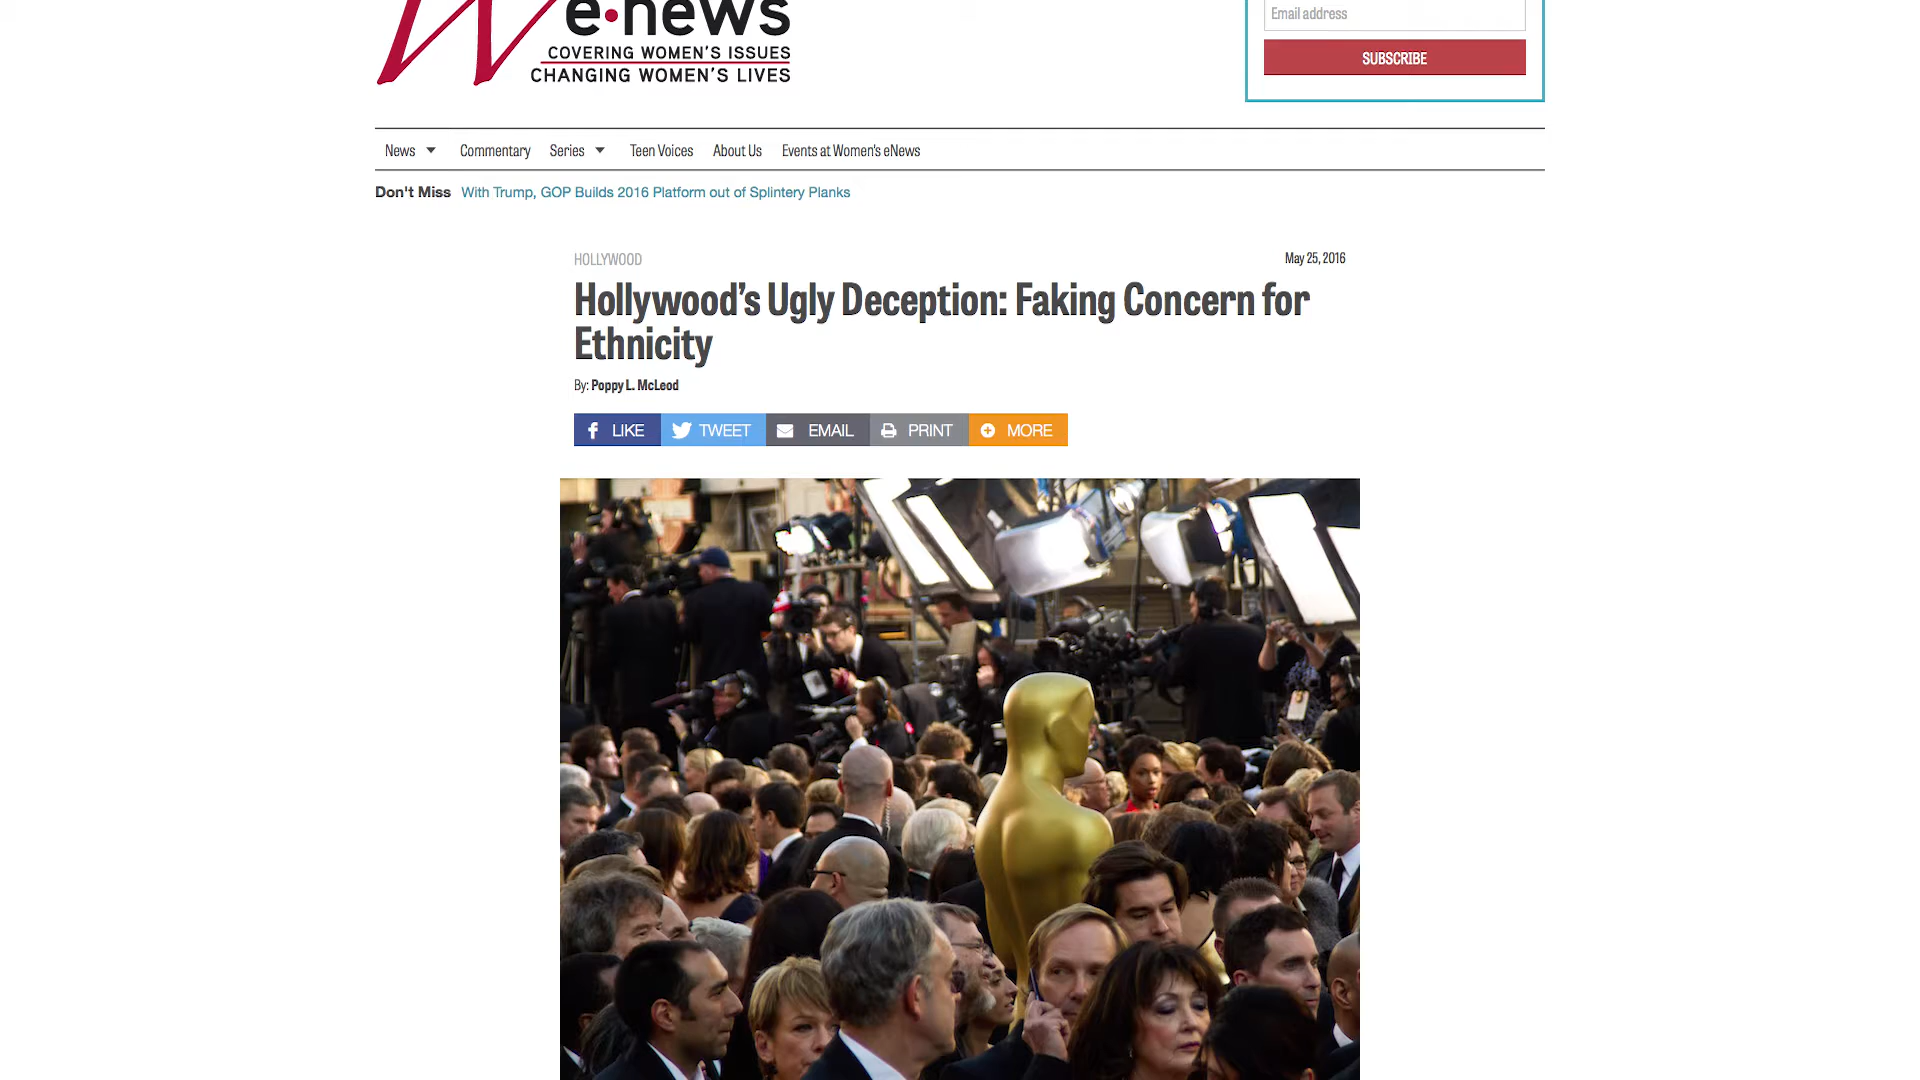 We•news
COVERING WOMEN'S ISSUES
CHANGING WOMEN'S LIVES
Email address
SUBSCRIBE
News Commentary Series Teen Voices About Us Events at Women's eNews
Don't Miss With Trump, GOP Builds 2016 Platform out of Splintery Planks
HOLLYWOOD
May 25, 2016
Hollywood's Ugly Deception: Faking Concern for
Ethnicity
By: Poppy L. McLeod
LIKE TWEET EMAIL PRINT MORE